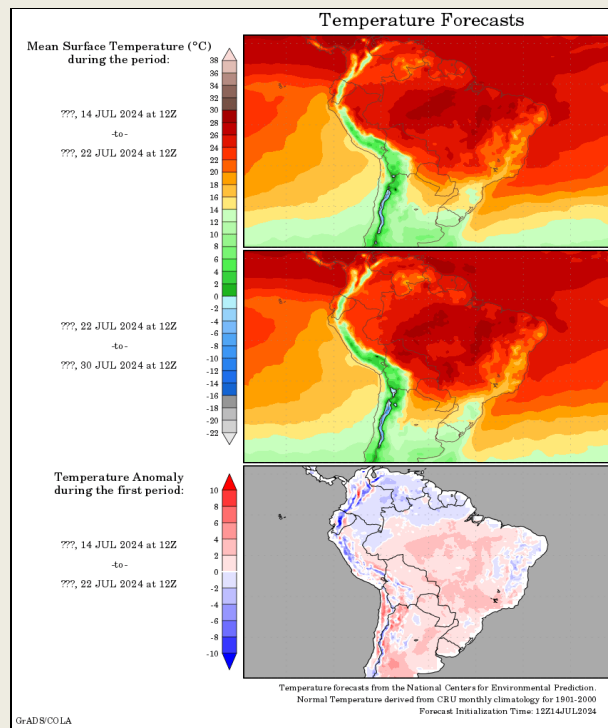 Temperature Forecasts
Mean Surface Temperature (°C)
during the period:
???, 14 JUL 2024 at 12Z
-to-
???, 22 JUL 2024 at 12Z
38
36
34
32
30
28
26
24
22
20
18
16
14
12
10
8
6
4
2
0
-2
-4
-6
-8
-10
-12
-14
-16
-18
-20
-22
???, 22 JUL 2024 at 12Z
-to-
???, 30 JUL 2024 at 12Z
Temperature Anomaly
during the first period:
???, 14 JUL 2024 at 12Z
-to-
???, 22 JUL 2024 at 12Z
10
8
6
4
2
0
-2
-4
-6
-8
-10
Temperature forecasts from the National Centers for Environmental Prediction.
Normal Temperature derived from CRU monthly climatology for 1901-2000
Forecast Initialization Time: 12Z14JUL2024
GrADS/COLA